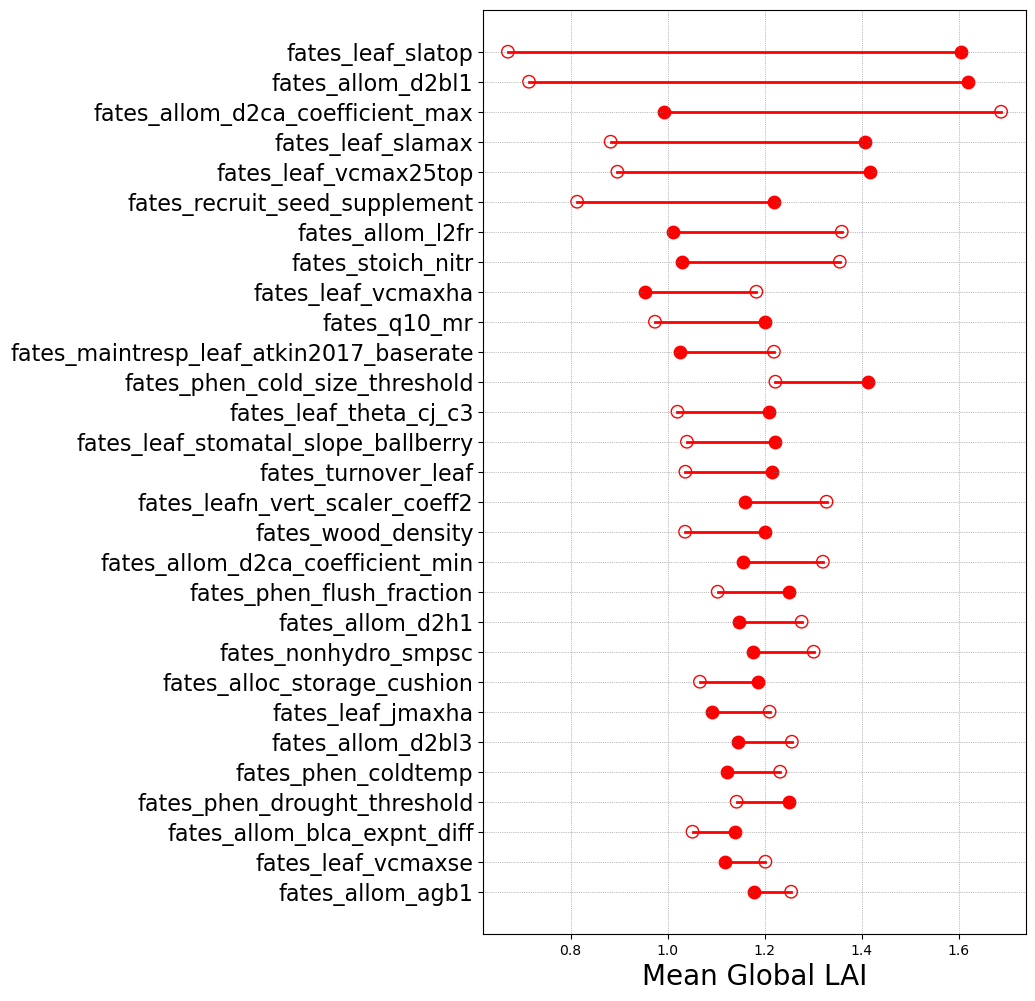 fates_leaf_slatop
fates_allom_d2bl1
fates_allom_d2ca_coefficient_max
fates_leaf_slamax
fates_leaf_vcmax25top
fates_recruit_seed_supplement
fates_allom_l2fr
fates_stoich_nitr
fates_leaf_vcmaxha
fates_q10_mr
fates_maintresp_leaf_atkin2017_baserate
fates_phen_cold_size_threshold
fates_leaf_theta_cj_c3
fates_leaf_stomatal_slope_ballberry
fates_turnover_leaf
fates_leafn_vert_scaler_coeff2
fates_wood_density
fates_allom_d2ca_coefficient_min
fates_phen_flush_fraction
fates_allom_d2h1
fates_nonhydro_smpsc
fates_alloc_storage_cushion
fates_leaf_jmaxha
fates_allom_d2bl3
fates_phen_coldtemp
fates_phen_drought_threshold
fates_allom_blca_expnt_diff
fates_leaf_vcmaxse
fates_allom_agb1
0.8 1.0 1.2 1.4 1.6
Mean Global LAI